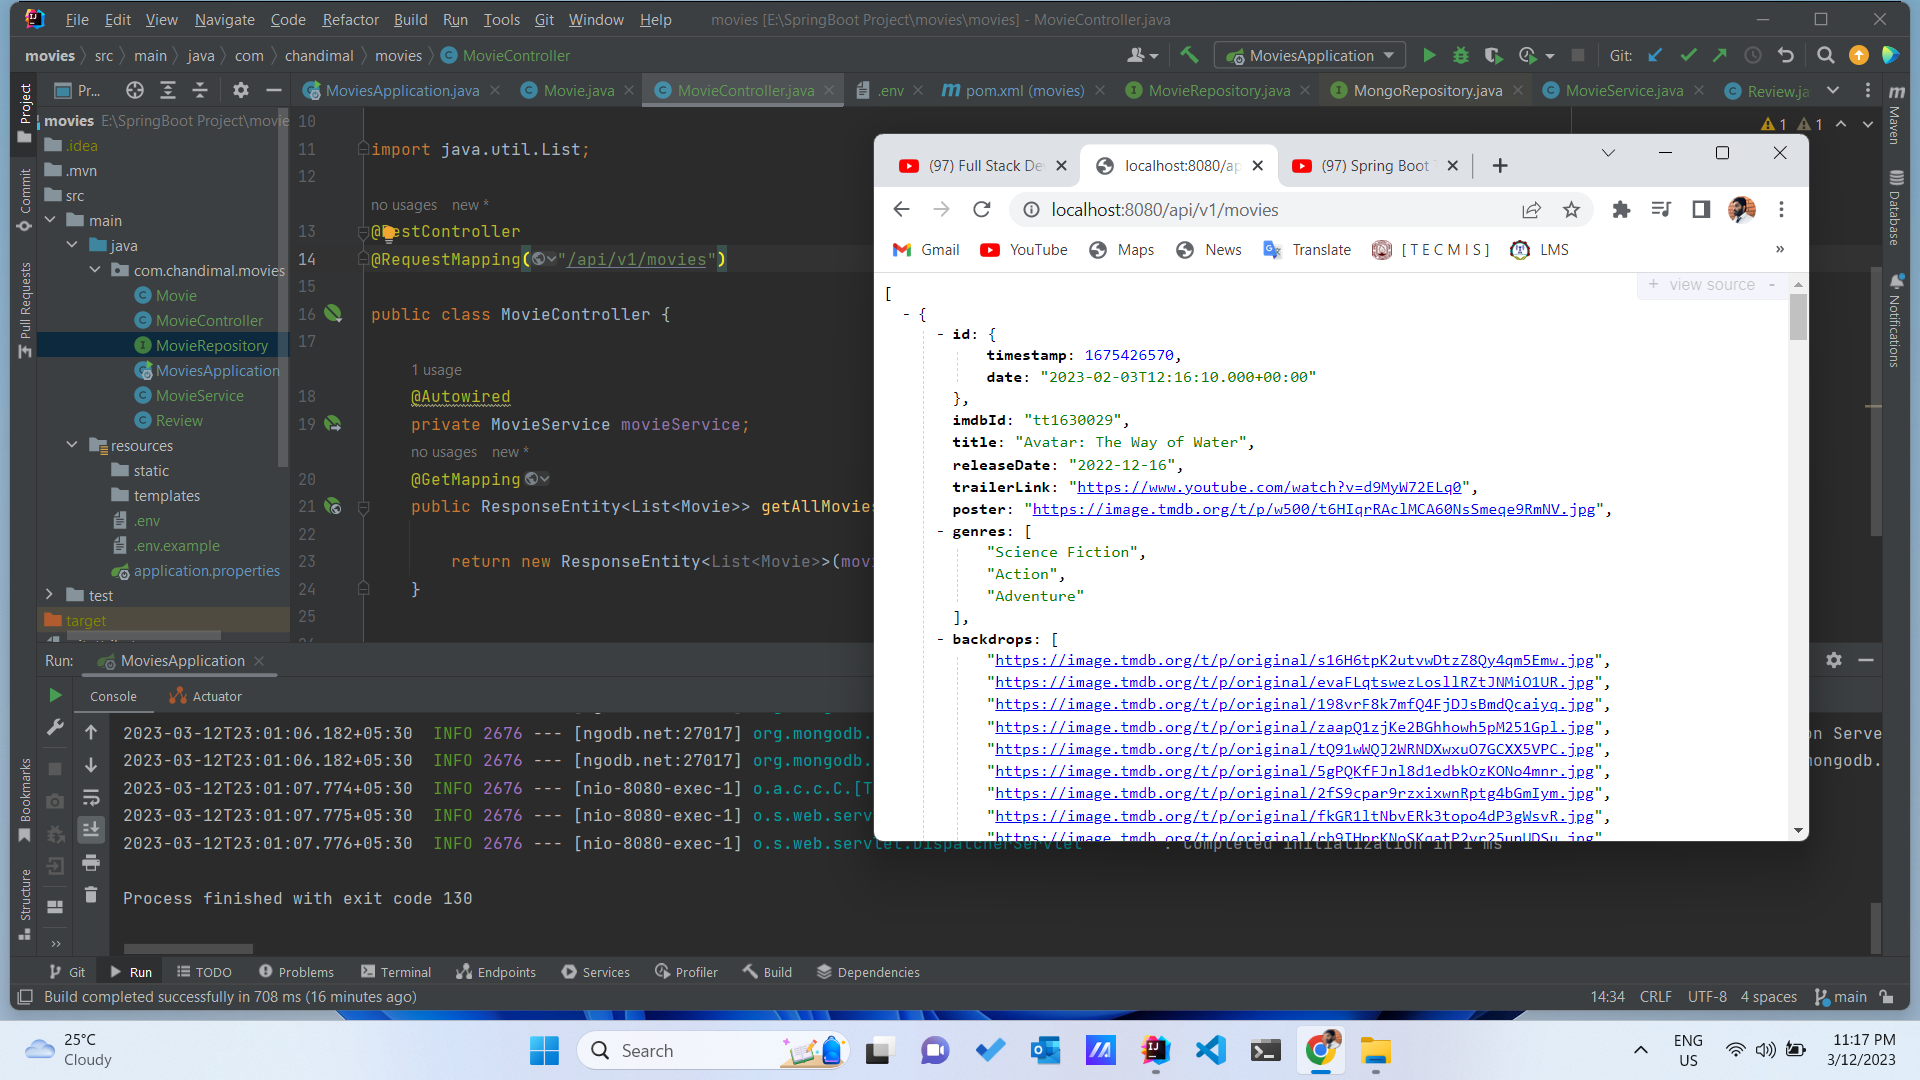 File Edit View Navigate Code Refactor Build Run Tools Git Window Help movies [E:\SpringBoot Project\movies\movies] - MovieController.java
movies src main java com chandimal movies MovieController MoviesApplication Git:
Project Pr... MoviesApplication.java Movie.java MovieController.java .env pom.xml (movies) MovieRepository.java MongoRepository.java MovieService.java Review.ja
movies E:\SpringBoot Project\movie
.idea
.mvn
src
main
java
com.chandimal.movies
Movie
MovieController
MovieRepository
MoviesApplication
MovieService
Review
resources
static
templates
.env
.env.example
application.properties
test
target
Commit
Pull Requests
Bookmarks
Structure
Maven
Database
Notifications
1 1
10
11 import java.util.List;
12
no usages new *
13 @RestController
14 @RequestMapping("/api/v1/movies")
15
16 public class MovieController {
17
1 usage
18 @Autowired
19 private MovieService movieService;
no usages new *
20 @GetMapping
21 public ResponseEntity<List<Movie>> getAllMovies
22
23 return new ResponseEntity<List<Movie>>(movi
24 }
25
(97) Full Stack De localhost:8080/ap (97) Spring Boot
localhost:8080/api/v1/movies
Gmail YouTube Maps News Translate [ T E C M I S ] LMS »
+ view source -
[
- {
- id: {
timestamp: 1675426570,
date: "2023-02-03T12:16:10.000+00:00"
},
imdbId: "tt1630029",
title: "Avatar: The Way of Water",
releaseDate: "2022-12-16",
trailerLink: "https://www.youtube.com/watch?v=d9MyW72ELq0",
poster: "https://image.tmdb.org/t/p/w500/t6HIqrRAclMCA60NsSmeqe9RmNV.jpg",
- genres: [
"Science Fiction",
"Action",
"Adventure"
],
- backdrops: [
"https://image.tmdb.org/t/p/original/s16H6tpK2utvwDtzZ8Qy4qm5Emw.jpg",
"https://image.tmdb.org/t/p/original/evaFLqtswezLosllRZtJNMiO1UR.jpg",
"https://image.tmdb.org/t/p/original/198vrF8k7mfQ4FjDJsBmdQcaiyq.jpg",
"https://image.tmdb.org/t/p/original/zaapQ1zjKe2BGhhowh5pM251Gpl.jpg",
"https://image.tmdb.org/t/p/original/tQ91wWQJ2WRNDXwxuO7GCXX5VPC.jpg",
"https://image.tmdb.org/t/p/original/5gPQKfFJnl8d1edbkOzKONo4mnr.jpg",
"https://image.tmdb.org/t/p/original/2fS9cpar9rzxixwnRptg4bGmIym.jpg",
"https://image.tmdb.org/t/p/original/fkGR1ltNbvERk3topo4dP3gWsvR.jpg",
Run: MoviesApplication
Console Actuator
2023-03-12T23:01:06.182+05:30 INFO 2676 --- [ngodb.net:27017] org.mongodb. on Serve
2023-03-12T23:01:06.182+05:30 INFO 2676 --- [ngodb.net:27017] org.mongodb. mongodb.
2023-03-12T23:01:07.774+05:30 INFO 2676 --- [nio-8080-exec-1] o.a.c.c.C.[T
2023-03-12T23:01:07.775+05:30 INFO 2676 --- [nio-8080-exec-1] o.s.web.serv
2023-03-12T23:01:07.776+05:30 INFO 2676 --- [nio-8080-exec-1] o.s.web.servlet.DispatcherServlet : Completed initialization in 1 ms
Process finished with exit code 130
Git Run TODO Problems Terminal Endpoints Services Profiler Build Dependencies
Build completed successfully in 708 ms (16 minutes ago) 14:34 CRLF UTF-8 4 spaces main
25°C
Cloudy
Search
ENG
US
11:17 PM
3/12/2023